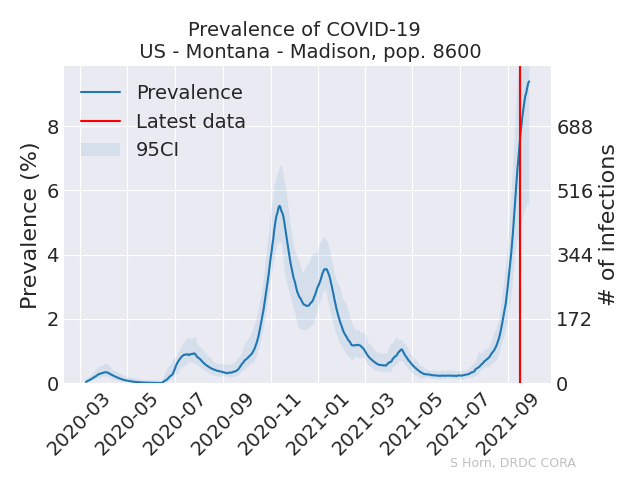 Prevalence of COVID-19
US - Montana - Madison, pop. 8600
Prevalence
Latest data
95CI
Prevalence (%)
8
6
4
2
0
688
516
344
172
0
# of infections
2020-03
2020-05
2020-07
2020-09
2020-11
2021-01
2021-03
2021-05
2021-07
2021-09
S Horn, DRDC CORA